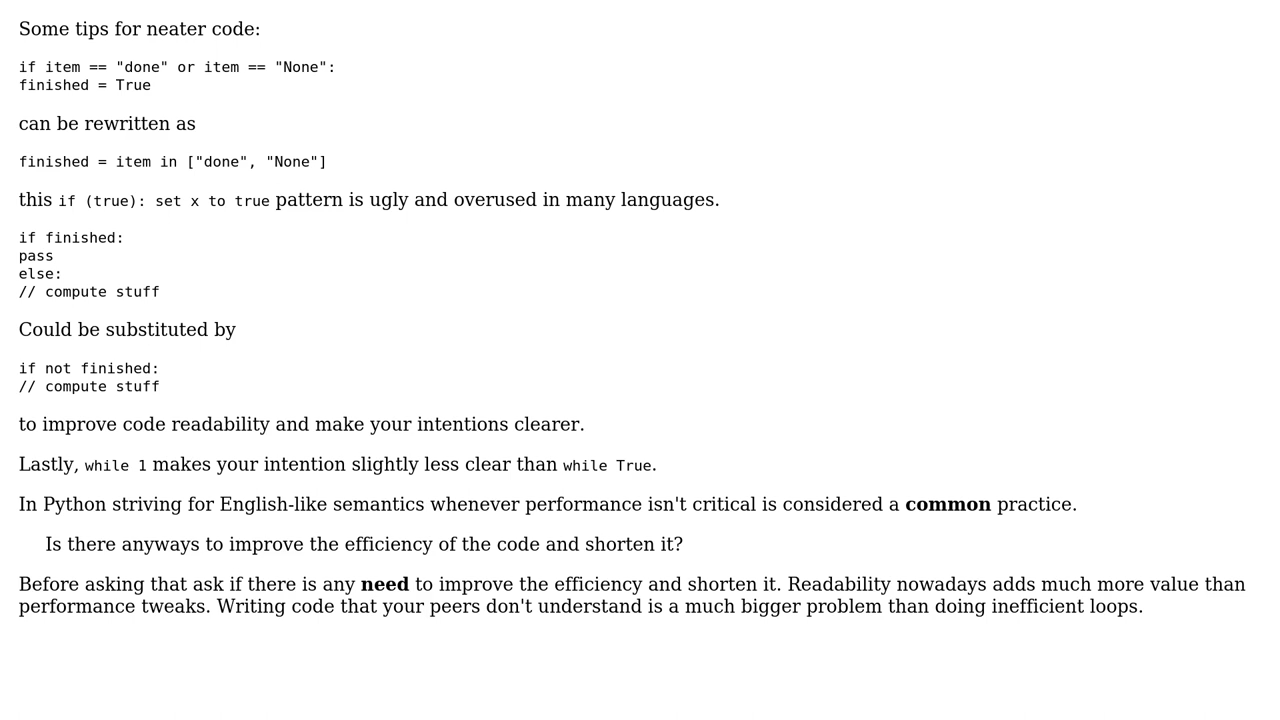 Some tips for neater code:
if item == "done" or item == "None":
finished = True
can be rewritten as
finished = item in ["done", "None"]
this if (true): set x to true pattern is ugly and overused in many languages.
if finished:
pass
else:
// compute stuff
Could be substituted by
if not finished:
// compute stuff
to improve code readability and make your intentions clearer.
Lastly, while 1 makes your intention slightly less clear than while True.
In Python striving for English-like semantics whenever performance isn't critical is considered a common practice.
Is there anyways to improve the efficiency of the code and shorten it?
Before asking that ask if there is any need to improve the efficiency and shorten it. Readability nowadays adds much more value than
performance tweaks. Writing code that your peers don't understand is a much bigger problem than doing inefficient loops.